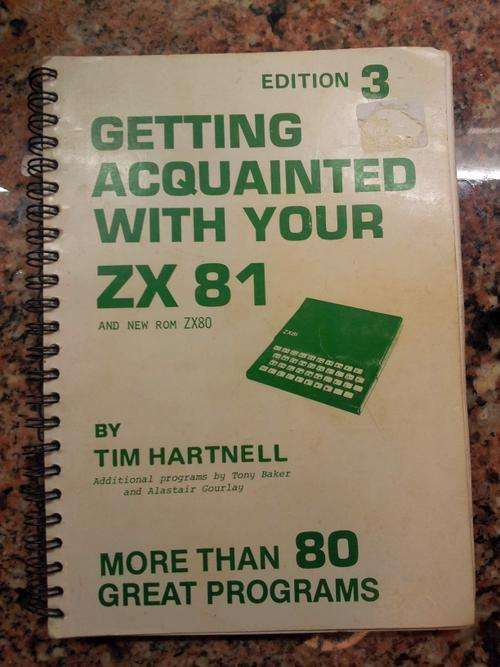 EDITION 3
GETTING
ACQUAINTED
WITH YOUR
ZX 81
AND NEW ROM ZX80
ZX81
BY
TIM HARTNELL
Additional programs by Tony Baker
and Alastair Gourlay
MORE THAN 80
GREAT PROGRAMS